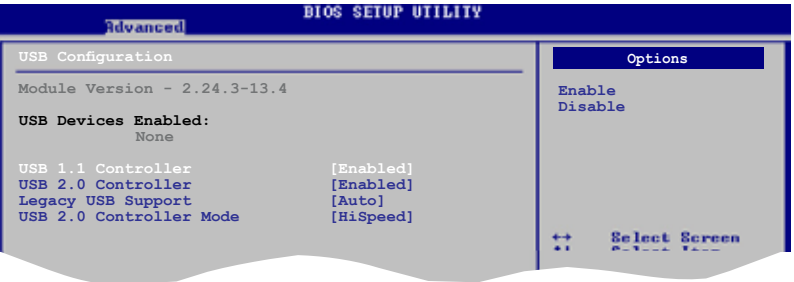 BIOS SETUP UTILITY
Advanced
USB Configuration
Module Version - 2.24.3-13.4
USB Devices Enabled:
None
USB 1.1 Controller [Enabled]
USB 2.0 Controller [Enabled]
Legacy USB Support [Auto]
USB 2.0 Controller Mode [HiSpeed]
Options
Enable
Disable
↔ Select Screen